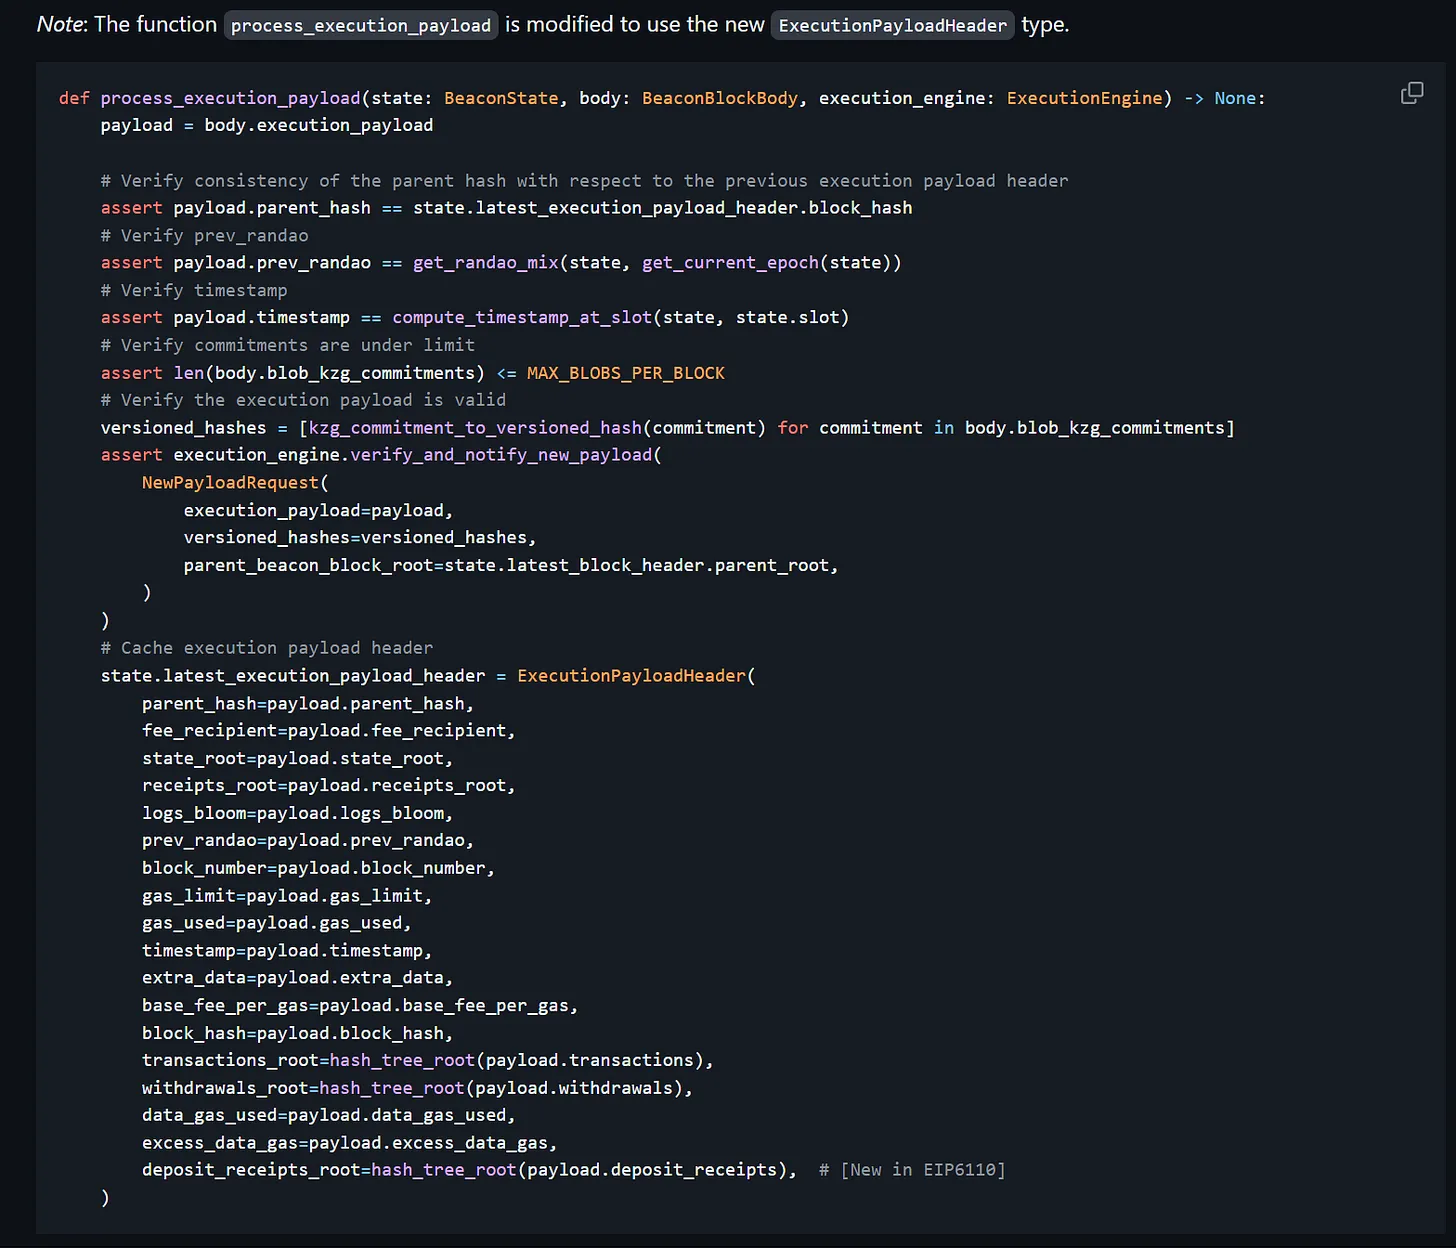 Note: The function process_execution_payload is modified to use the new ExecutionPayloadHeader type.
def process_execution_payload(state: BeaconState, body: BeaconBlockBody, execution_engine: ExecutionEngine) -> None:
    payload = body.execution_payload

    # Verify consistency of the parent hash with respect to the previous execution payload header
    assert payload.parent_hash == state.latest_execution_payload_header.block_hash
    # Verify prev_randao
    assert payload.prev_randao == get_randao_mix(state, get_current_epoch(state))
    # Verify timestamp
    assert payload.timestamp == compute_timestamp_at_slot(state, state.slot)
    # Verify commitments are under limit
    assert len(body.blob_kzg_commitments) <= MAX_BLOBS_PER_BLOCK
    # Verify the execution payload is valid
    versioned_hashes = [kzg_commitment_to_versioned_hash(commitment) for commitment in body.blob_kzg_commitments]
    assert execution_engine.verify_and_notify_new_payload(
        NewPayloadRequest(
            execution_payload=payload,
            versioned_hashes=versioned_hashes,
            parent_beacon_block_root=state.latest_block_header.parent_root,
        )
    )
    # Cache execution payload header
    state.latest_execution_payload_header = ExecutionPayloadHeader(
        parent_hash=payload.parent_hash,
        fee_recipient=payload.fee_recipient,
        state_root=payload.state_root,
        receipts_root=payload.receipts_root,
        logs_bloom=payload.logs_bloom,
        prev_randao=payload.prev_randao,
        block_number=payload.block_number,
        gas_limit=payload.gas_limit,
        gas_used=payload.gas_used,
        timestamp=payload.timestamp,
        extra_data=payload.extra_data,
        base_fee_per_gas=payload.base_fee_per_gas,
        block_hash=payload.block_hash,
        transactions_root=hash_tree_root(payload.transactions),
        withdrawals_root=hash_tree_root(payload.withdrawals),
        data_gas_used=payload.data_gas_used,
        excess_data_gas=payload.excess_data_gas,
        deposit_receipts_root=hash_tree_root(payload.deposit_receipts),  # [New in EIP6110]
    )